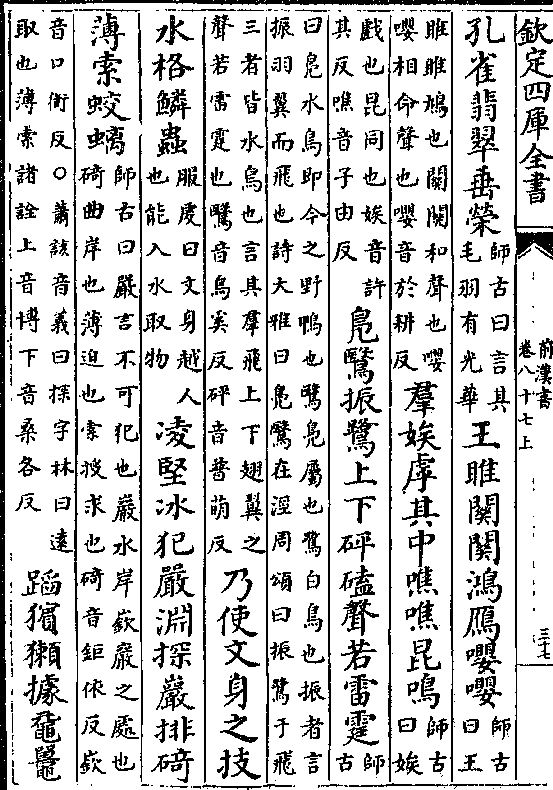 欽定四庫全書
前漢書
卷八十七上
三十七
孔雀翡翠垂榮師古曰言其毛羽有光華王雎關關鴻鴈嚶嚶師古曰王
雎雎鳩也關關和聲也嚶嚶相命聲也嚶音於耕反羣娭虖其中噍噍昆鳴師古曰娭
戲也昆同也娭音許其反噍音子由反鳬鷖振鷺上下砰磕聲若雷霆師古
曰鳬水鳥即今之野鴨也鷖鳬屬也鷺白鳥也振者言振羽翼而飛也詩大雅曰鳬鷖在涇周頌曰振鷺于飛
三者皆水鳥也言其羣飛上下翅翼之聲若雷霆也鷖音烏奚反砰音普萌反乃使文身之技
水格鱗蟲服虔曰文身越人也能入水取物凌堅冰犯嚴淵探巖排碕
薄索蛟螭師古曰嚴言不可犯也巖水岸嶔巖之處也碕曲岸也薄迫也索搜求也碕音鉅依反嶔
音口銜反○蕭該音義曰探字林曰遠取也薄索諸詮上音博下音桑各反蹈獱獺據黿鼉